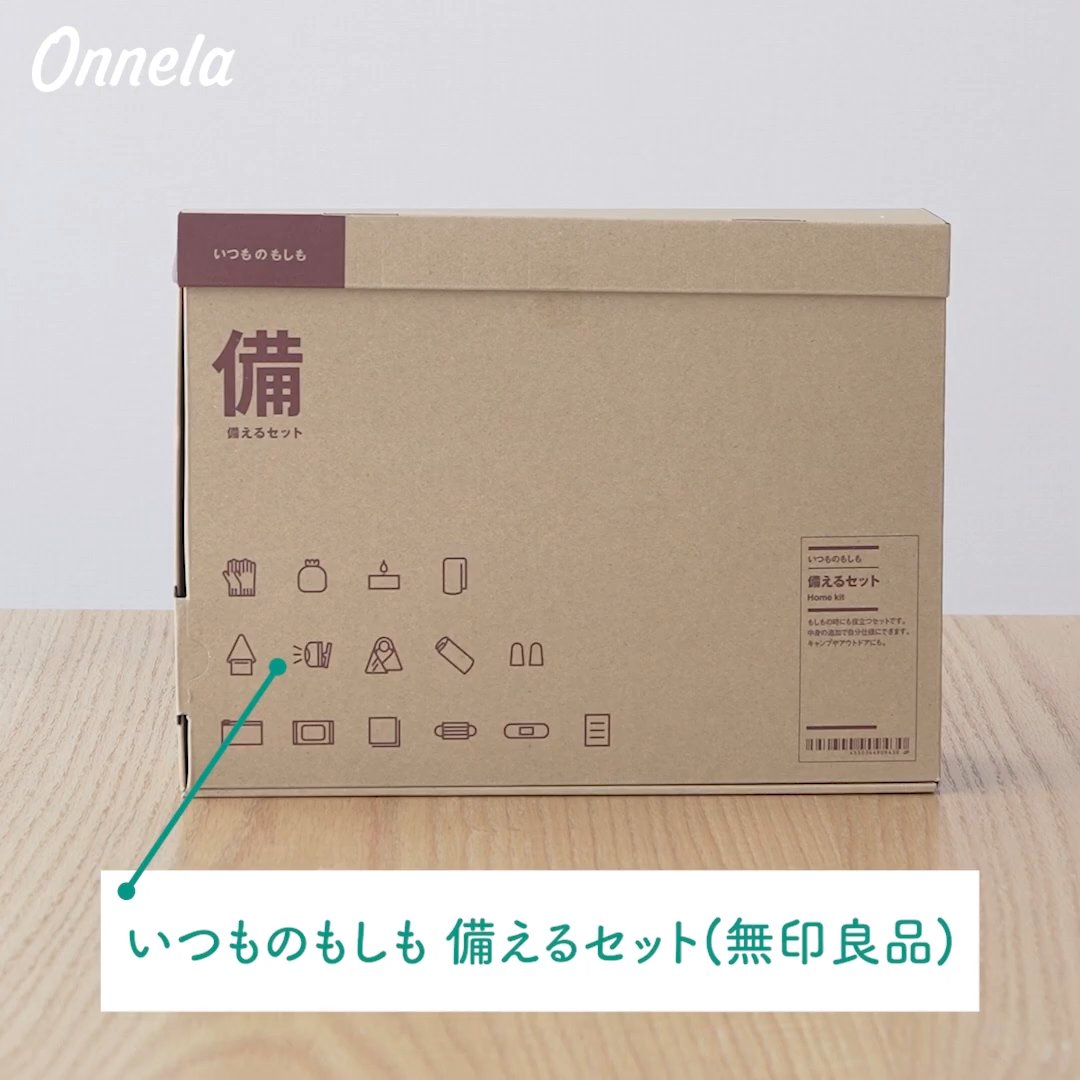 Onnela
いつものもしも
備
備えるセット
いつものもしも
備えるセット
Home kit
もしもの時にも役立つセットです。
中身の追加で自分仕様にできます。
キャンプやアウトドアにも。
いつものもしも 備えるセット(無印良品)